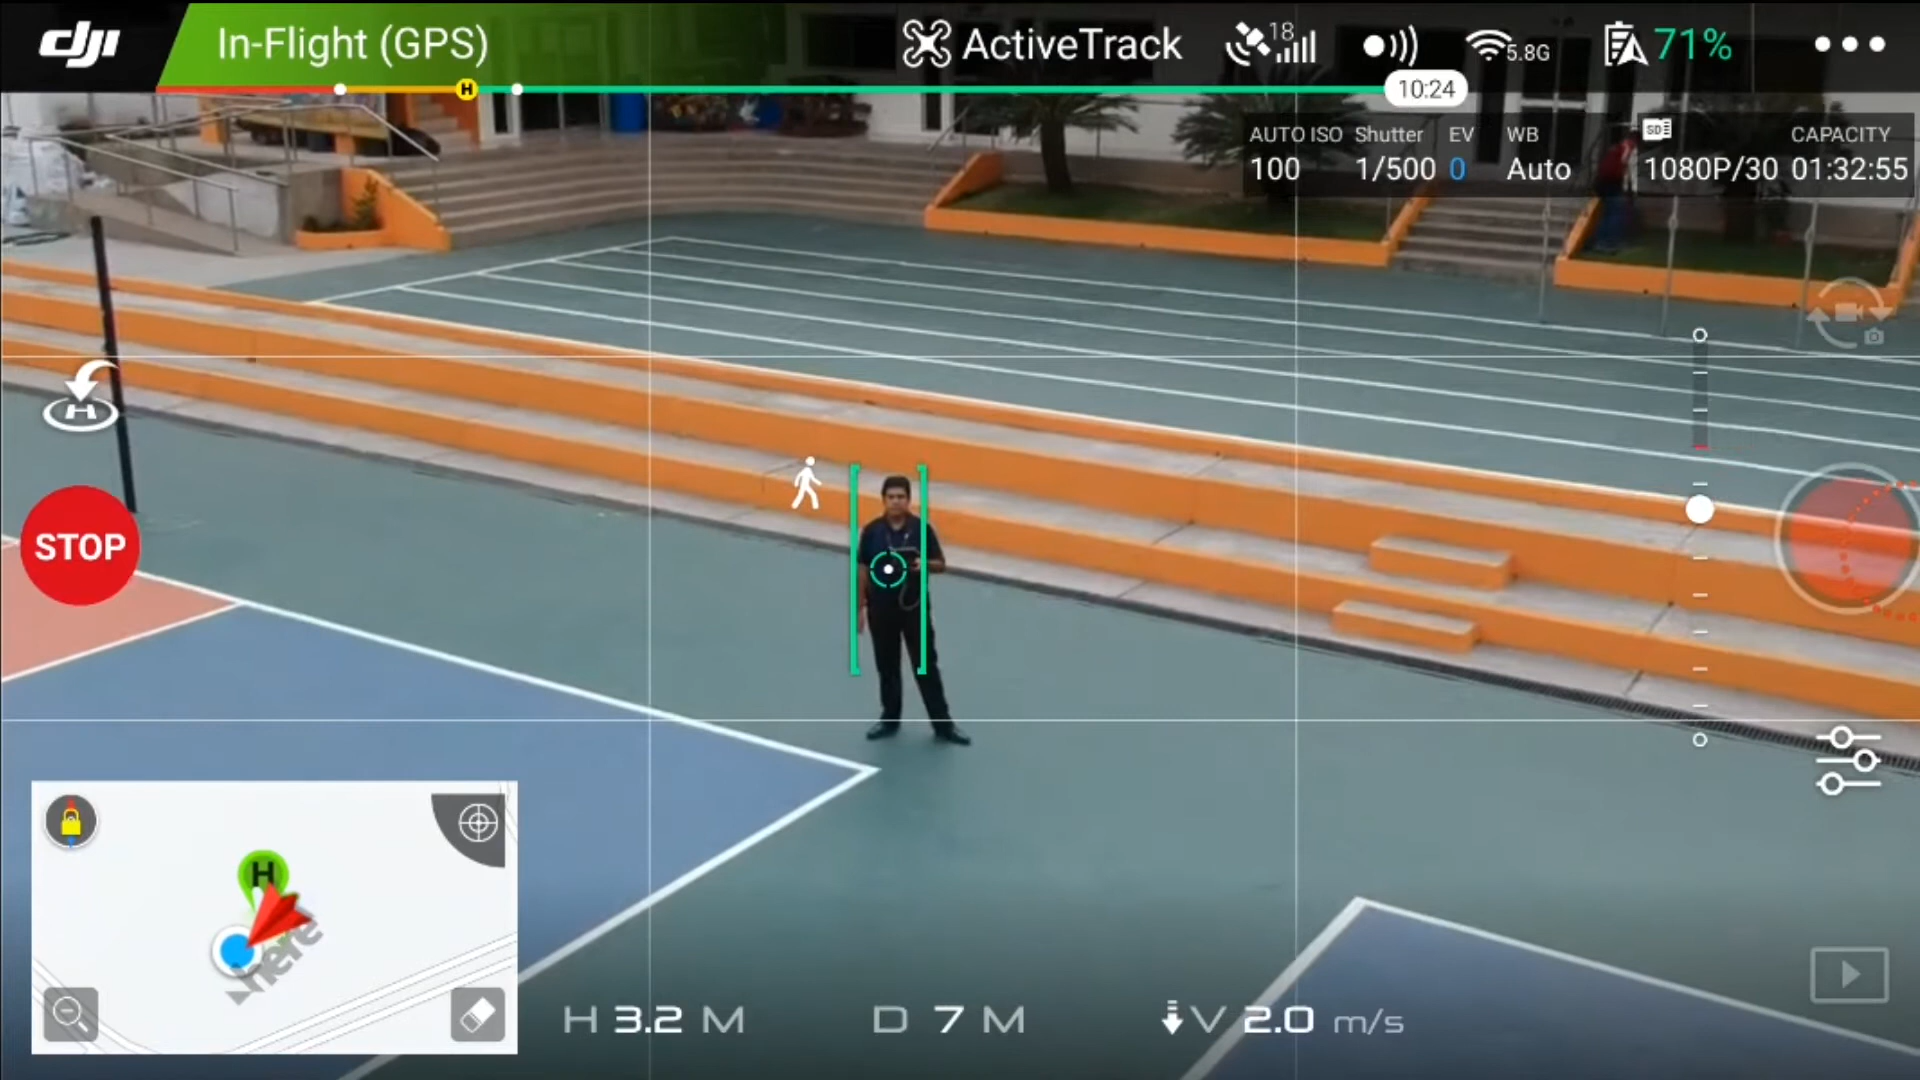 dji In-Flight (GPS) ActiveTrack 18 5.8G 71%
H 10:24
AUTO ISO Shutter EV WB SD CAPACITY
100 1/500 0 Auto 1080P/30 01:32:55
H
STOP
H
here
H 3.2 M D 7 M V 2.0 m/s